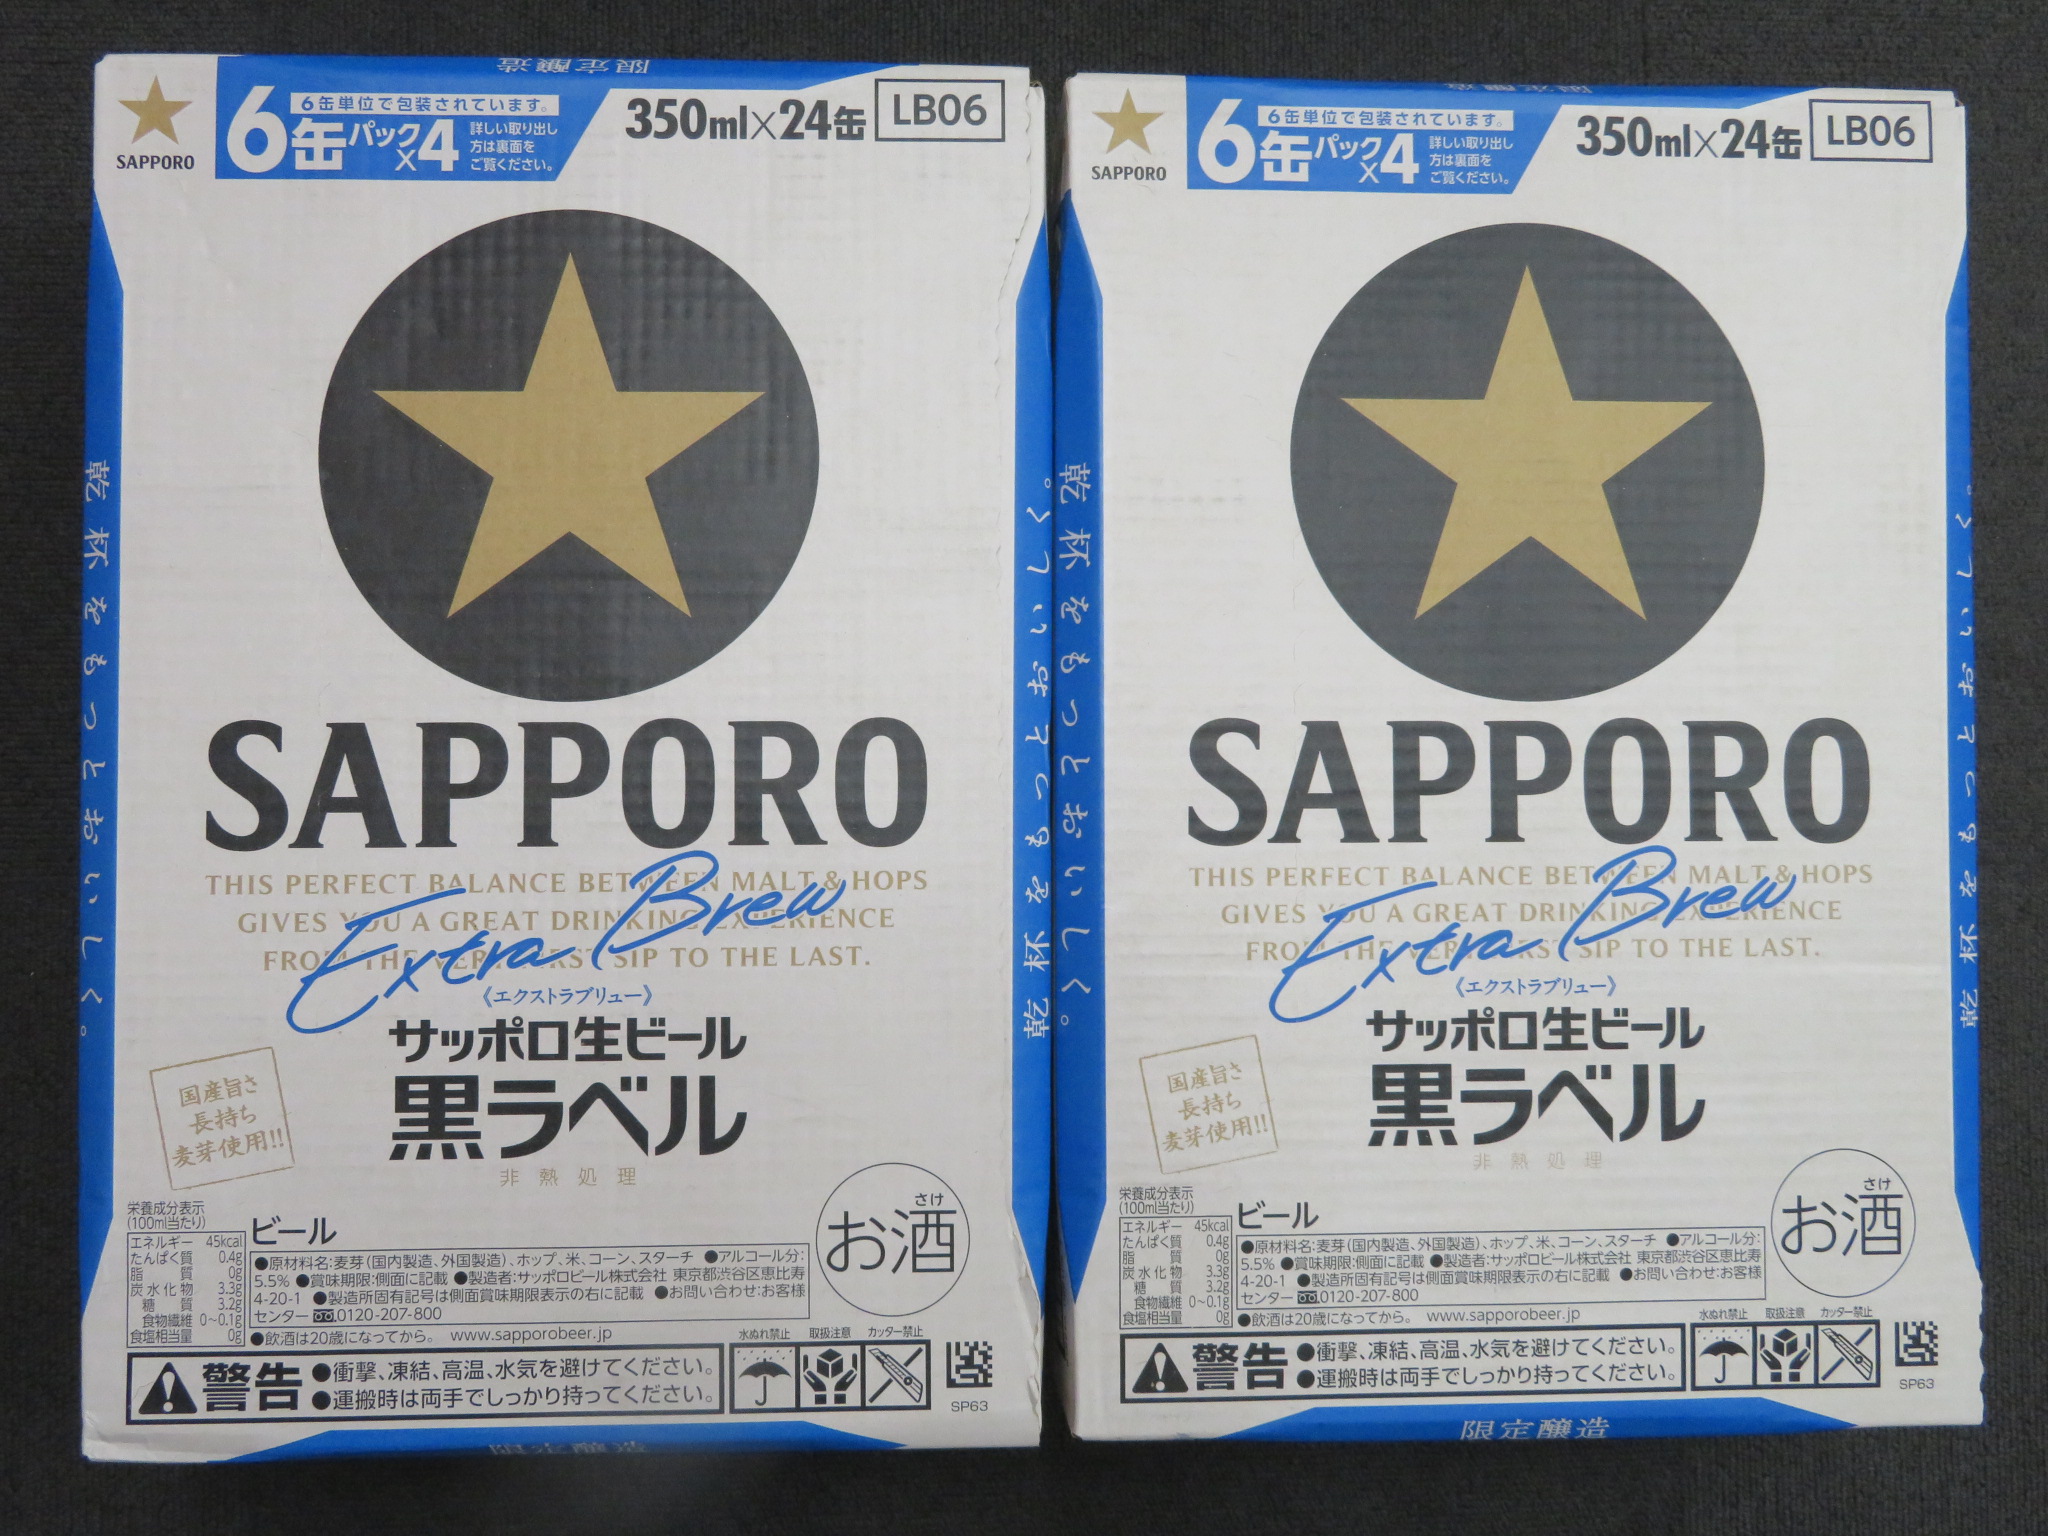 限定醸造
SAPPORO
6缶パック×4
6缶単位で包装されています。
詳しい取り出し
方は裏面を
ご覧ください。
350ml×24缶
LB06
乾杯をもっとおいしく。
乾杯をもっとおいしく。
SAPPORO
THIS PERFECT BALANCE BETWEEN MALT & HOPS
GIVES YOU A GREAT DRINKING EXPERIENCE
FROM THE VERY FIRST SIP TO THE LAST.
Extra Brew
《エクストラブリュー》
サッポロ生ビール
黒ラベル
非熱処理
国産旨さ
長持ち
麦芽使用!!
お酒
さけ
栄養成分表示
(100ml当たり)
エネルギー 45kcal
たんぱく質 0.4g
脂質 0g
炭水化物 3.3g
糖質 3.2g
食物繊維 0~0.1g
食塩相当量 0g
ビール
●原材料名:麦芽(国内製造、外国製造)、ホップ、米、コーン、スターチ ●アルコール分:
5.5% ●賞味期限:側面に記載 ●製造者:サッポロビール株式会社 東京都渋谷区恵比寿
4-20-1 ●製造所固有記号は側面賞味期限表示の右に記載 ●お問い合わせ:お客様
センター 0120-207-800
●飲酒は20歳になってから。 www.sapporobeer.jp
警告
●衝撃、凍結、高温、水気を避けてください。
●運搬時は両手でしっかり持ってください。
水ぬれ禁止
取扱注意
カッター禁止
SP63
限定醸造
限定醸造
SAPPORO
6缶パック×4
6缶単位で包装されています。
詳しい取り出し
方は裏面を
ご覧ください。
350ml×24缶
LB06
乾杯をもっとおいしく。
乾杯をもっとおいしく。
SAPPORO
THIS PERFECT BALANCE BETWEEN MALT & HOPS
GIVES YOU A GREAT DRINKING EXPERIENCE
FROM THE VERY FIRST SIP TO THE LAST.
Extra Brew
《エクストラブリュー》
サッポロ生ビール
黒ラベル
非熱処理
国産旨さ
長持ち
麦芽使用!!
お酒
さけ
栄養成分表示
(100ml当たり)
エネルギー 45kcal
たんぱく質 0.4g
脂質 0g
炭水化物 3.3g
糖質 3.2g
食物繊維 0~0.1g
食塩相当量 0g
ビール
●原材料名:麦芽(国内製造、外国製造)、ホップ、米、コーン、スターチ ●アルコール分:
5.5% ●賞味期限:側面に記載 ●製造者:サッポロビール株式会社 東京都渋谷区恵比寿
4-20-1 ●製造所固有記号は側面賞味期限表示の右に記載 ●お問い合わせ:お客様
センター 0120-207-800
●飲酒は20歳になってから。 www.sapporobeer.jp
警告
●衝撃、凍結、高温、水気を避けてください。
●運搬時は両手でしっかり持ってください。
水ぬれ禁止
取扱注意
カッター禁止
SP63
限定醸造